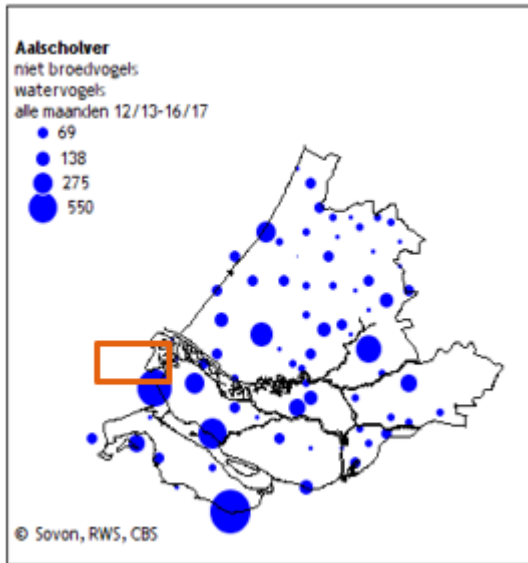 Aalscholver
niet broedvogels
watervogels
alle maanden 12/13-16/17
69
138
275
550
© Sovon, RWS, CBS